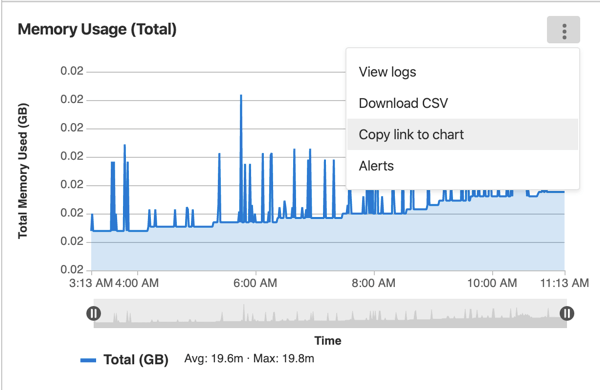 Memory Usage (Total)
View logs
Download CSV
Copy link to chart
Alerts
Total Memory Used (GB)
0.02
0.02
0.02
0.02
0.02
0.02
0.02
0.02
3:13 AM 4:00 AM 6:00 AM 8:00 AM 10:00 AM 11:13 AM
Time
Total (GB) Avg: 19.6m · Max: 19.8m